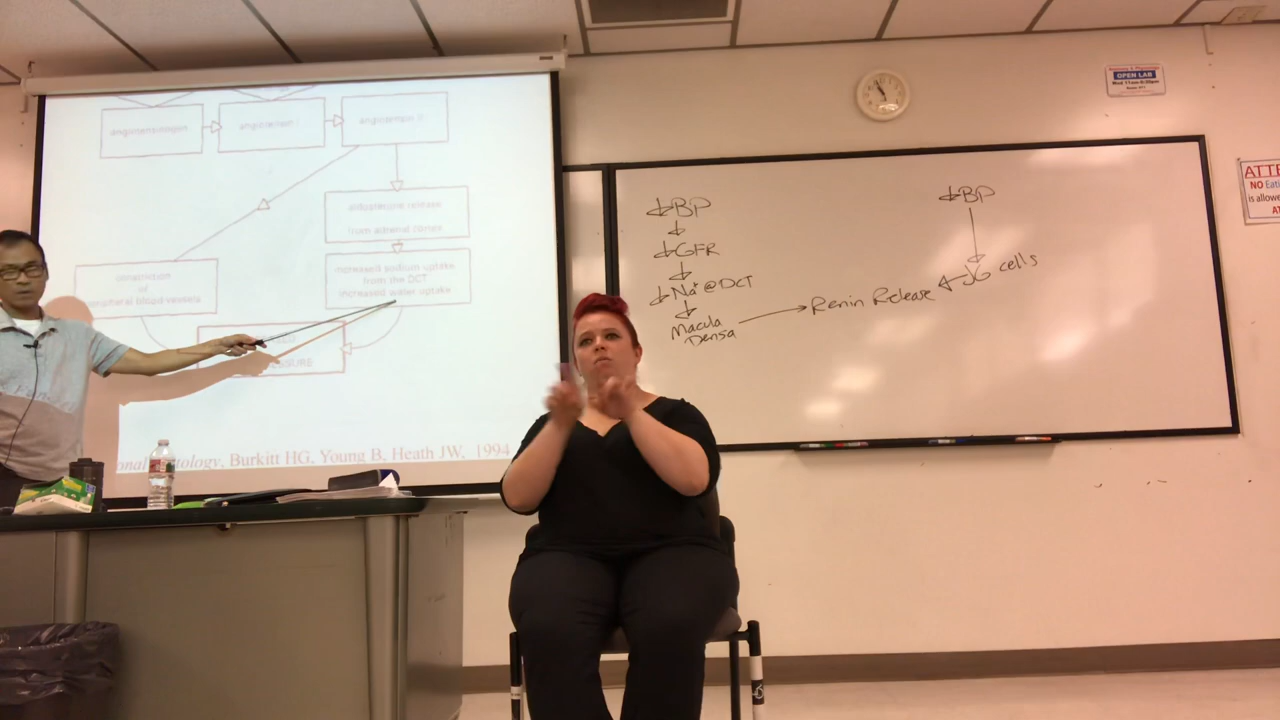 angiotensinogen
angiotensin I
angiotensin II
aldosterone release
from adrenal cortex
increased sodium uptake
from the DCT
increased water uptake
constriction
of
peripheral blood vessels
Burkitt HG, Young B, Heath JW, 1994
↓BP
↓
↓GFR
↓
↓Na⁺@DCT
↓
Macula
Densa
→ Renin Release ← JG cells
↓BP
↓
OPEN LAB
ATTE
NO Eati
is allowe
AT